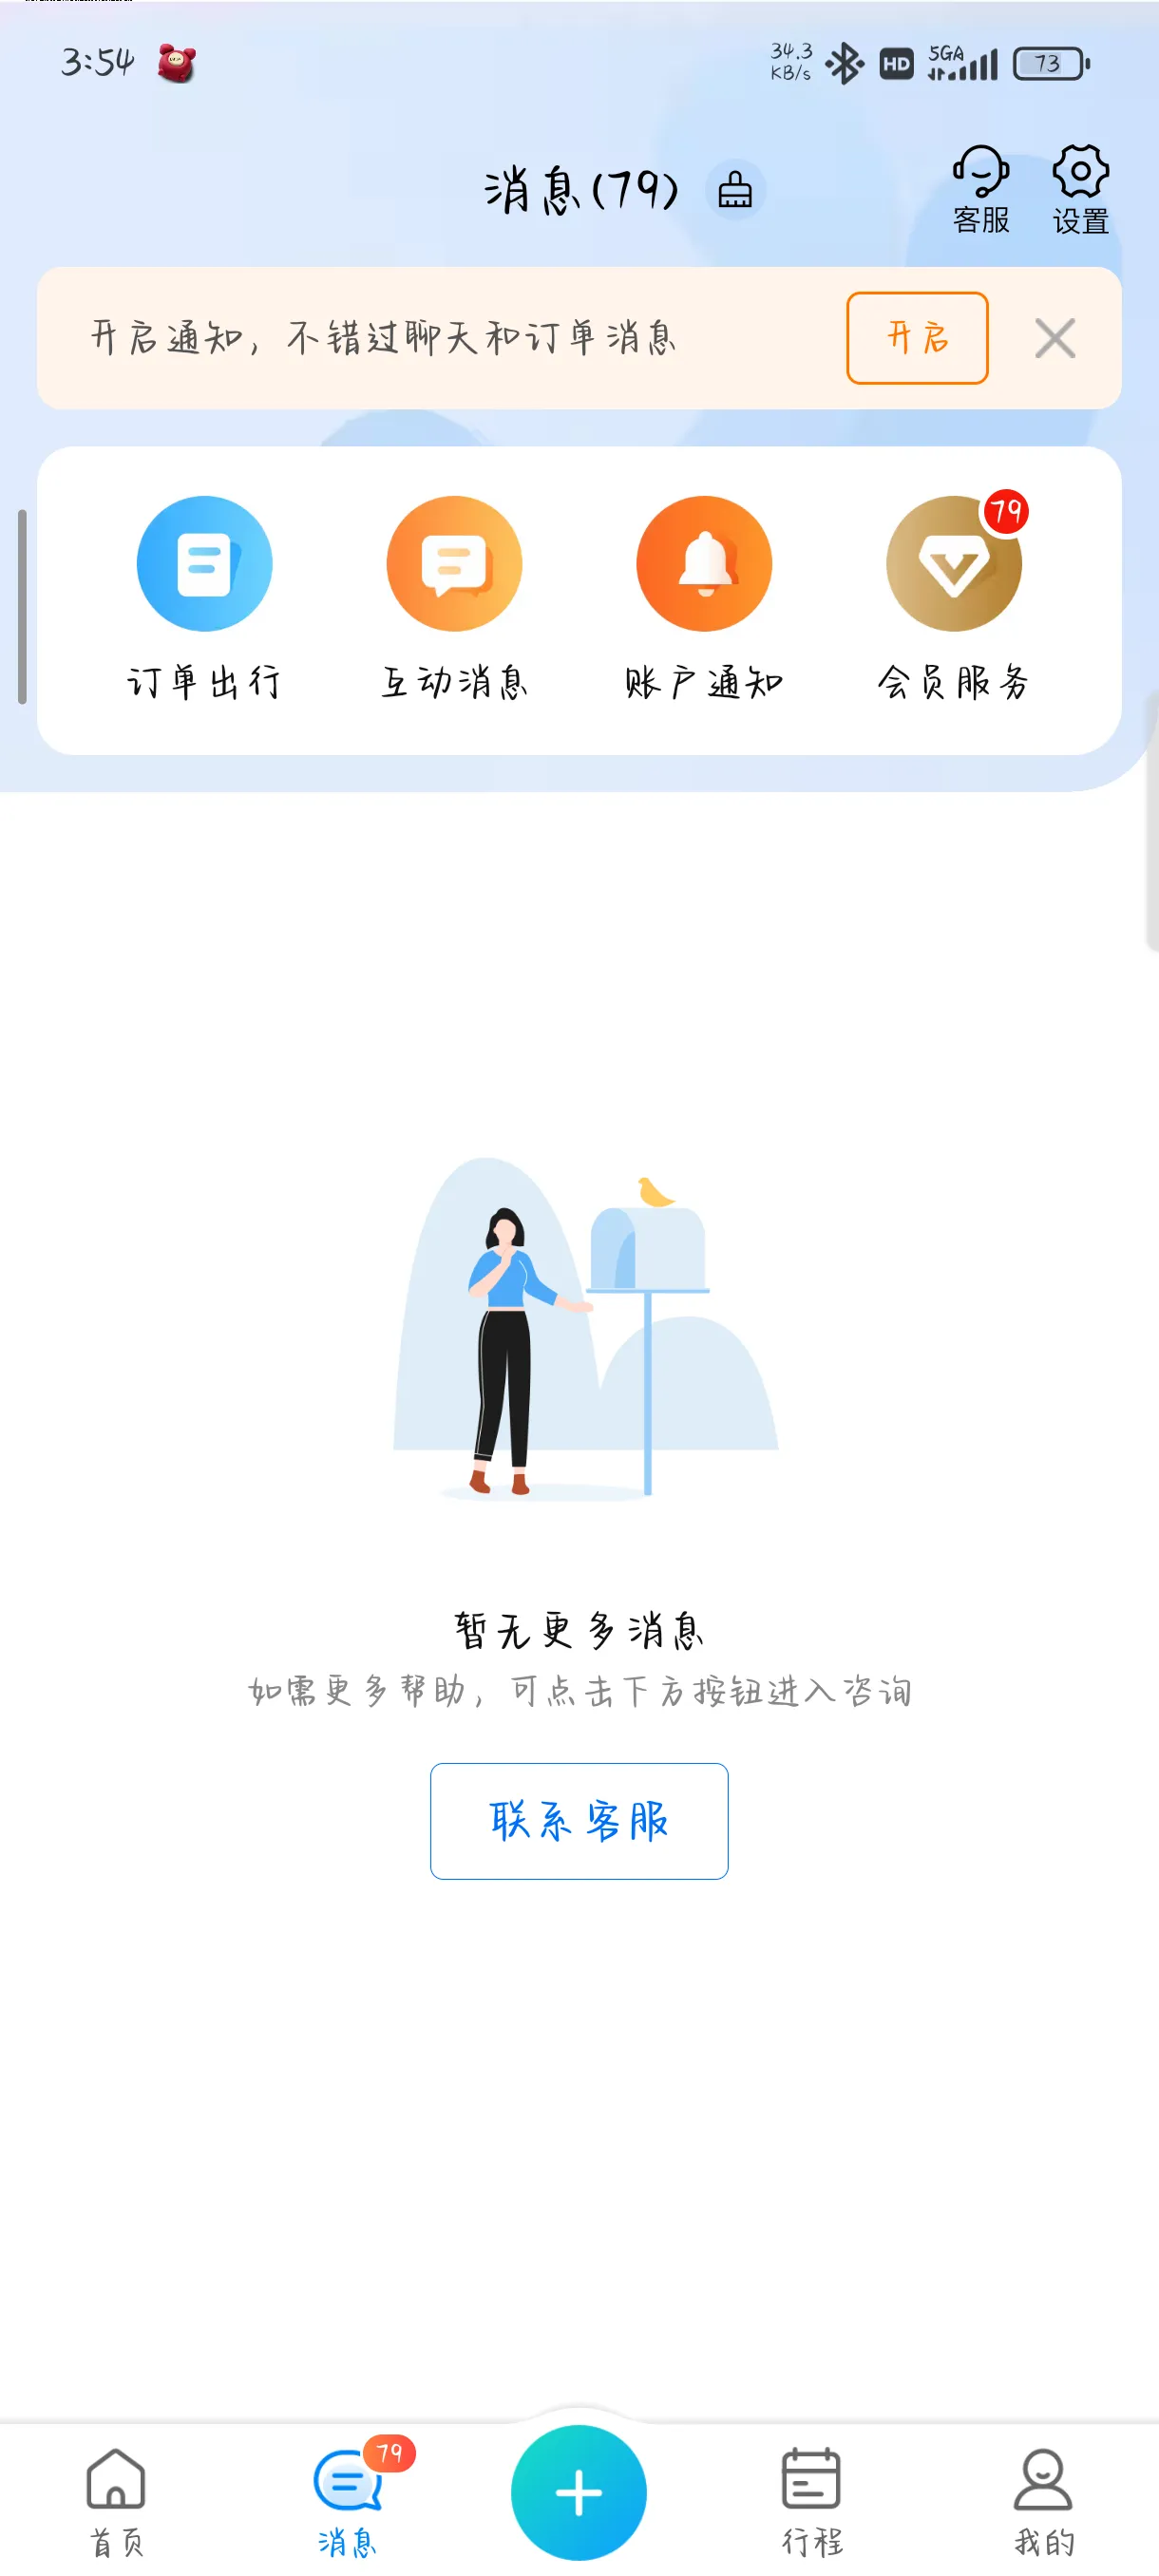 3:54
34.3
KB/s
HD
5GA
73
消息(79)
客服
设置
开启通知，不错过聊天和订单消息
开启
79
订单出行
互动消息
账户通知
会员服务
暂无更多消息
如需更多帮助，可点击下方按钮进入咨询
联系客服
79
首页
消息
行程
我的